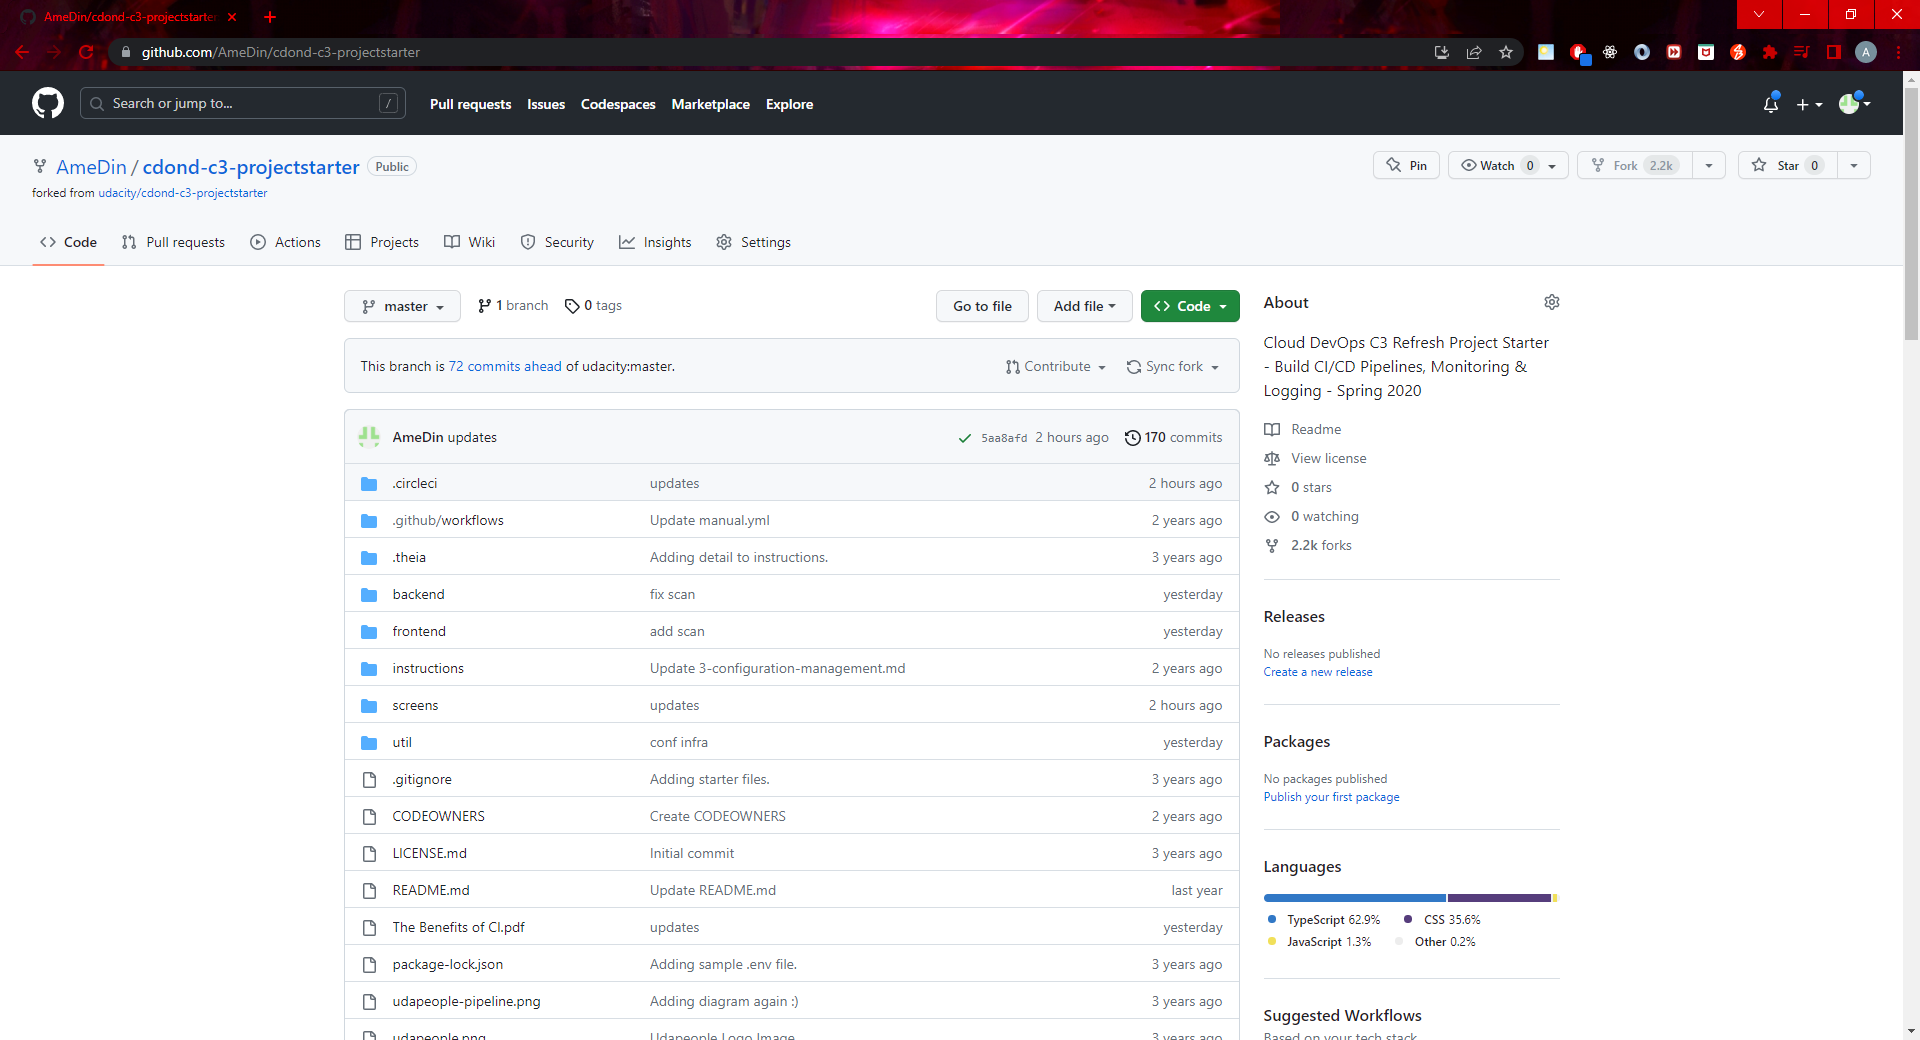 AmeDin/cdond-c3-projectstarter
github.com/AmeDin/cdond-c3-projectstarter
A
Search or jump to... /
Pull requests Issues Codespaces Marketplace Explore
AmeDin / cdond-c3-projectstarter Public
Pin Watch 0 Fork 2.2k Star 0
forked from udacity/cdond-c3-projectstarter
Code Pull requests Actions Projects Wiki Security Insights Settings
master 1 branch 0 tags Go to file Add file Code
This branch is 72 commits ahead of udacity:master. Contribute Sync fork
AmeDin updates 5aa8afd 2 hours ago 170 commits
.circleci updates 2 hours ago
.github/workflows Update manual.yml 2 years ago
.theia Adding detail to instructions. 3 years ago
backend fix scan yesterday
frontend add scan yesterday
instructions Update 3-configuration-management.md 2 years ago
screens updates 2 hours ago
util conf infra yesterday
.gitignore Adding starter files. 3 years ago
CODEOWNERS Create CODEOWNERS 2 years ago
LICENSE.md Initial commit 3 years ago
README.md Update README.md last year
The Benefits of CI.pdf updates yesterday
package-lock.json Adding sample .env file. 3 years ago
udapeople-pipeline.png Adding diagram again :) 3 years ago
udapeople.png Udapeople Logo Image 3 years ago
About
Cloud DevOps C3 Refresh Project Starter
- Build CI/CD Pipelines, Monitoring &
Logging - Spring 2020
Readme
View license
0 stars
0 watching
2.2k forks
Releases
No releases published
Create a new release
Packages
No packages published
Publish your first package
Languages
TypeScript 62.9% CSS 35.6%
JavaScript 1.3% Other 0.2%
Suggested Workflows
Based on your tech stack